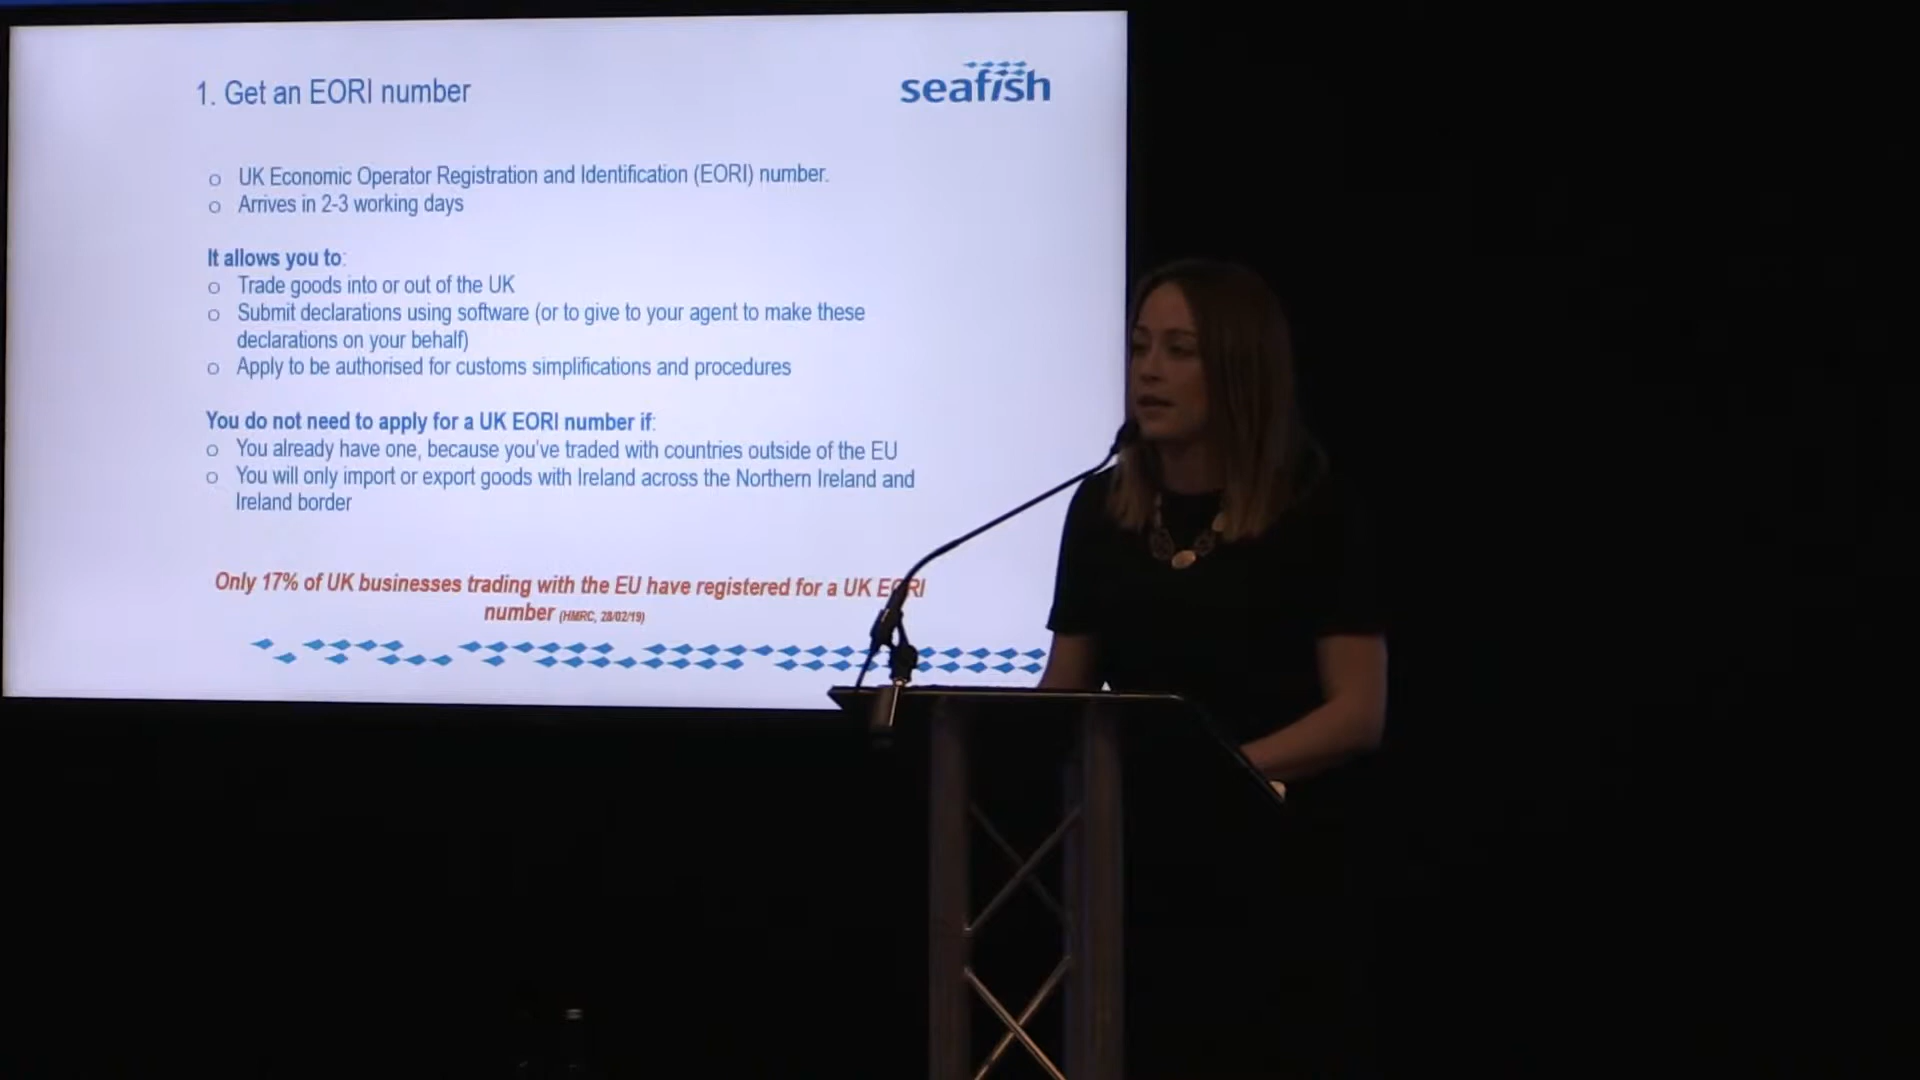 1. Get an EORI number
seafish
o UK Economic Operator Registration and Identification (EORI) number.
o Arrives in 2-3 working days
It allows you to:
o Trade goods into or out of the UK
o Submit declarations using software (or to give to your agent to make these
declarations on your behalf)
o Apply to be authorised for customs simplifications and procedures
You do not need to apply for a UK EORI number if:
o You already have one, because you've traded with countries outside of the EU
o You will only import or export goods with Ireland across the Northern Ireland and
Ireland border
Only 17% of UK businesses trading with the EU have registered for a UK EORI
number (HMRC, 28/02/19)